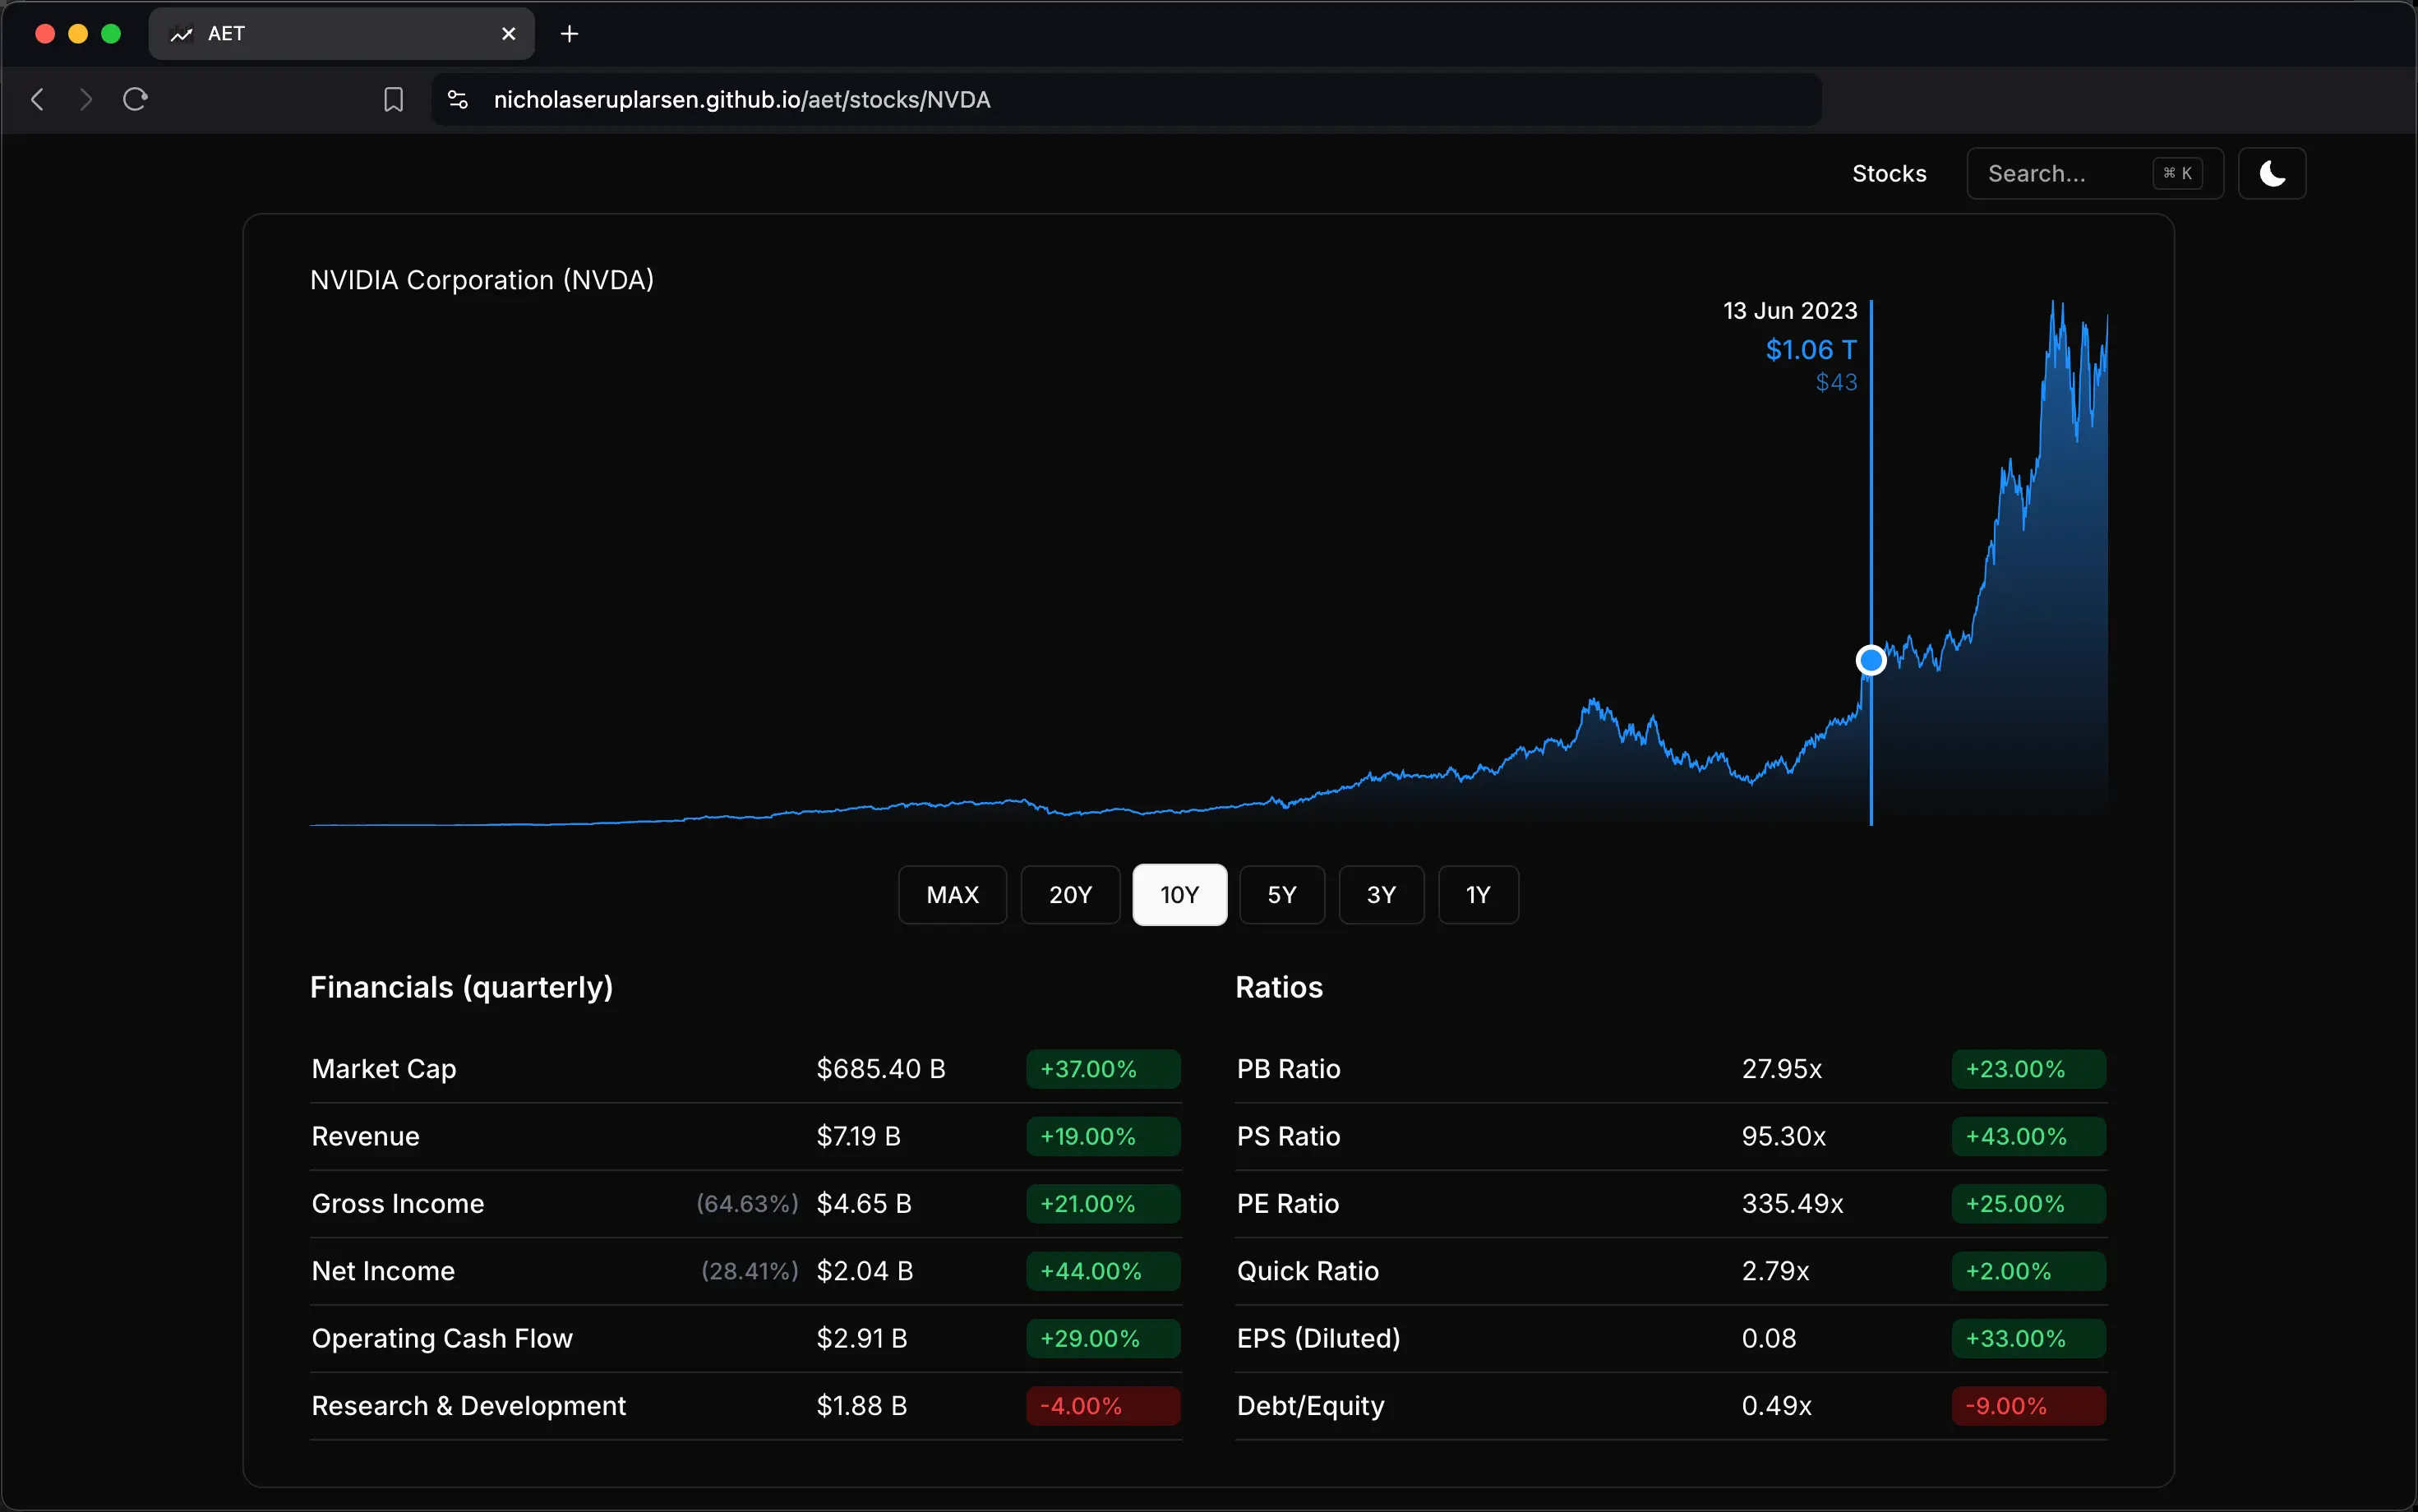 AET
nicholaseruplarsen.github.io/aet/stocks/NVDA
Stocks
Search...
⌘ K
NVIDIA Corporation (NVDA)
13 Jun 2023
$1.06 T
$43
MAX 20Y 10Y 5Y 3Y 1Y
Financials (quarterly)
Market Cap $685.40 B +37.00%
Revenue $7.19 B +19.00%
Gross Income (64.63%) $4.65 B +21.00%
Net Income (28.41%) $2.04 B +44.00%
Operating Cash Flow $2.91 B +29.00%
Research & Development $1.88 B -4.00%
Ratios
PB Ratio 27.95x +23.00%
PS Ratio 95.30x +43.00%
PE Ratio 335.49x +25.00%
Quick Ratio 2.79x +2.00%
EPS (Diluted) 0.08 +33.00%
Debt/Equity 0.49x -9.00%